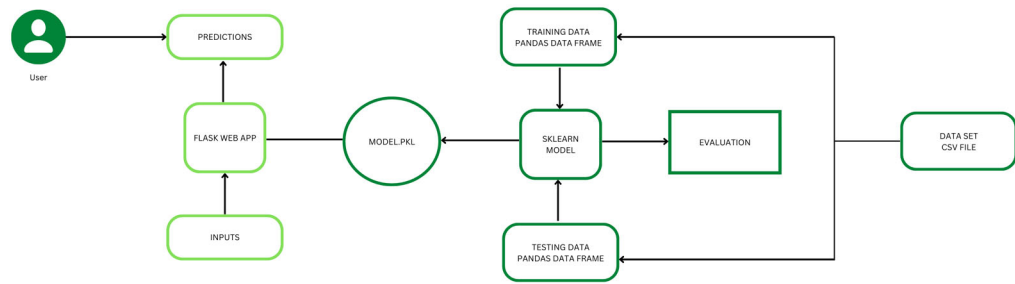 User
PREDICTIONS
FLASK WEB APP
INPUTS
MODEL.PKL
TRAINING DATA
PANDAS DATA FRAME
SKLEARN
MODEL
TESTING DATA
PANDAS DATA FRAME
EVALUATION
DATA SET
CSV FILE